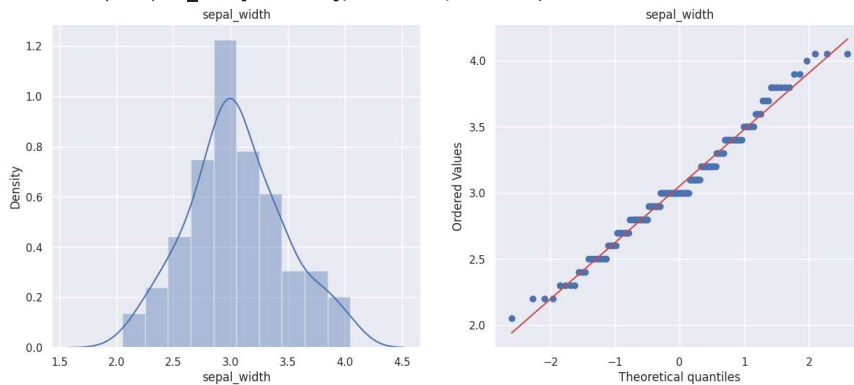 sepal_width
1.2
1.0
0.8
0.6
0.4
0.2
0.0
Density
1.5 2.0 2.5 3.0 3.5 4.0 4.5
sepal_width
sepal_width
4.0
3.5
3.0
2.5
2.0
Ordered Values
−2 −1 0 1 2
Theoretical quantiles